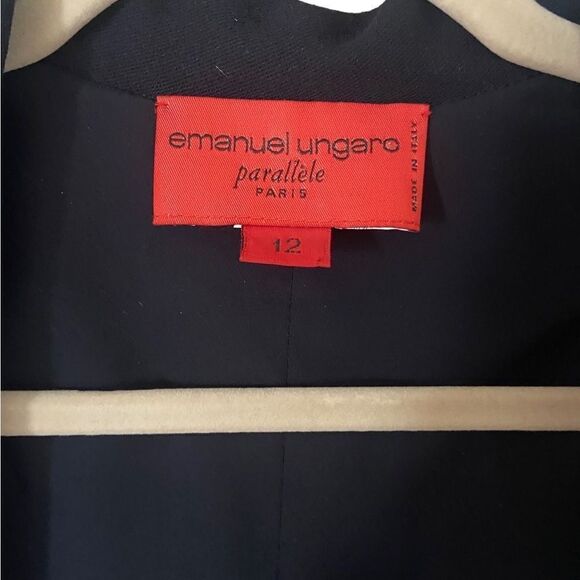 emanuel ungaro
parallèle
PARIS
MADE IN ITALY
12